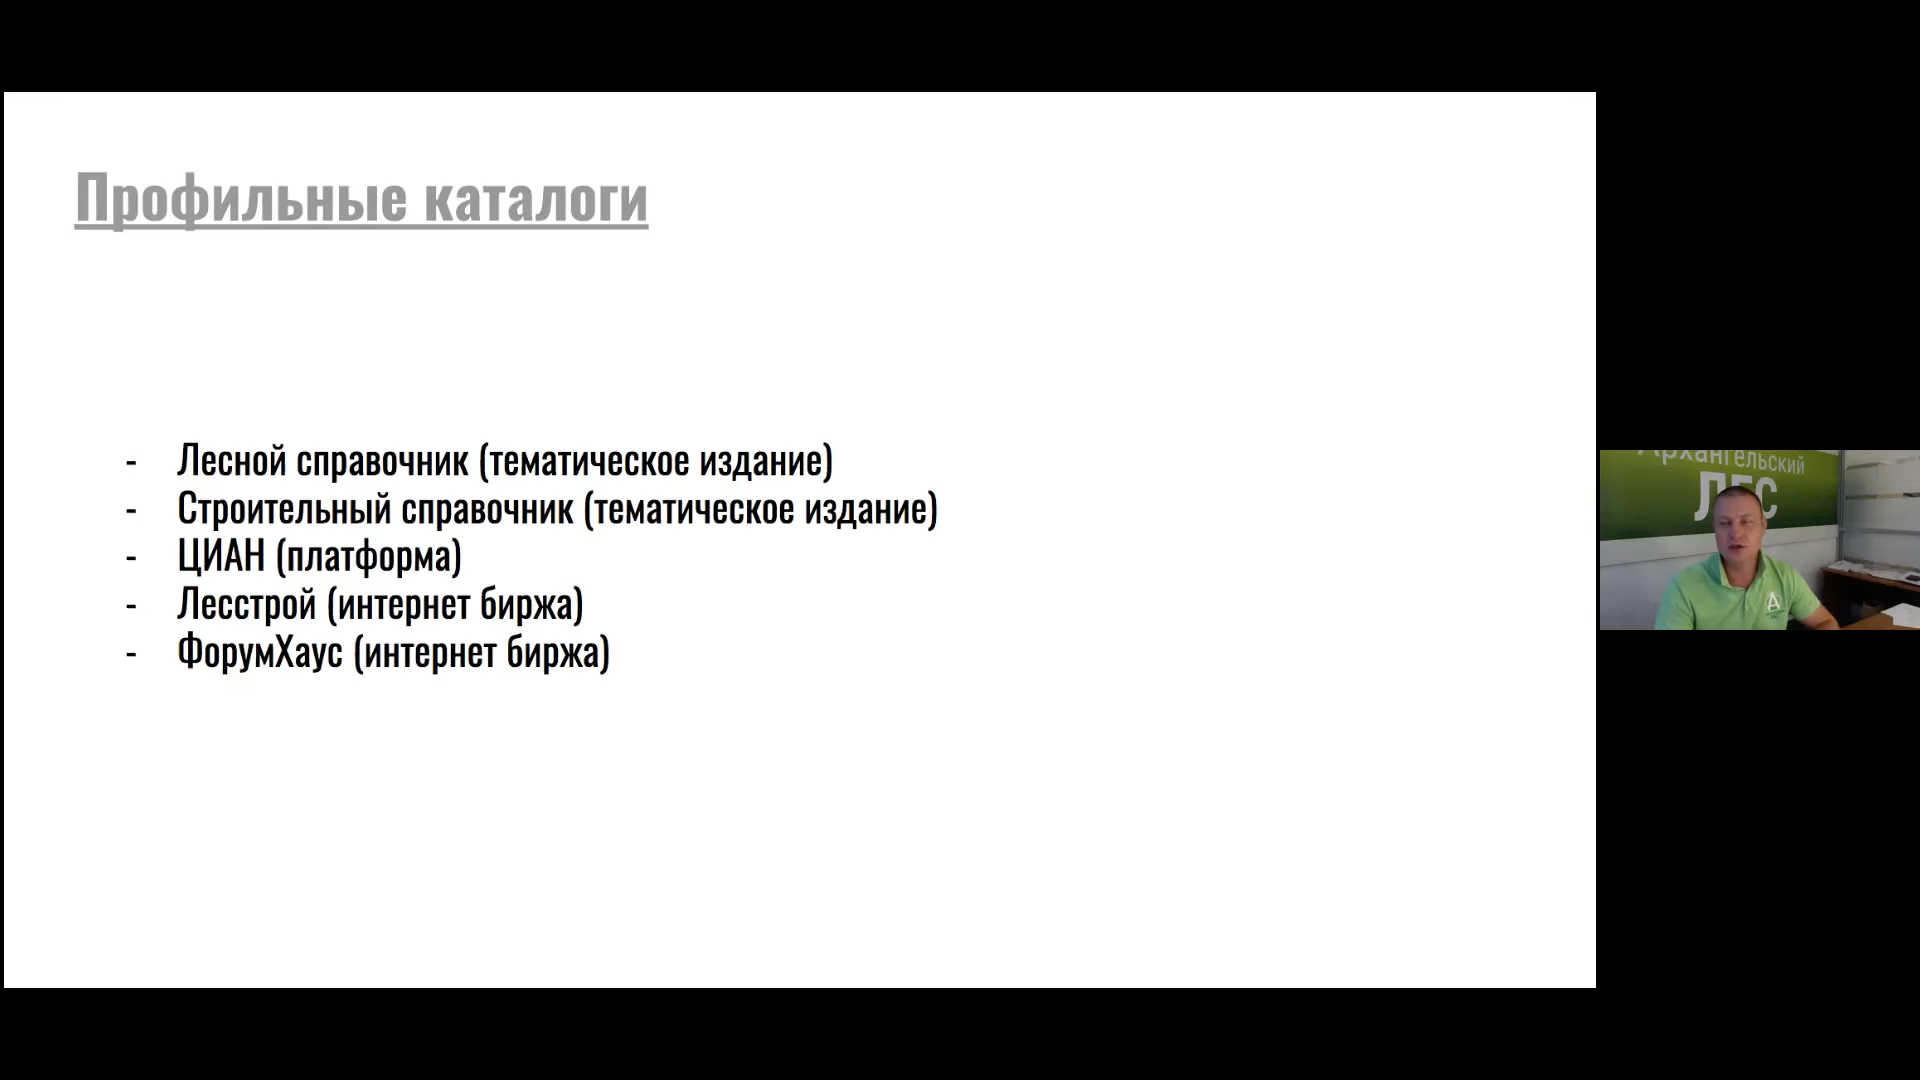 Профильные каталоги
- Лесной справочник (тематическое издание)
- Строительный справочник (тематическое издание)
- ЦИАН (платформа)
- Лесстрой (интернет биржа)
- ФорумХаус (интернет биржа)
Архангельский
ЛЕС